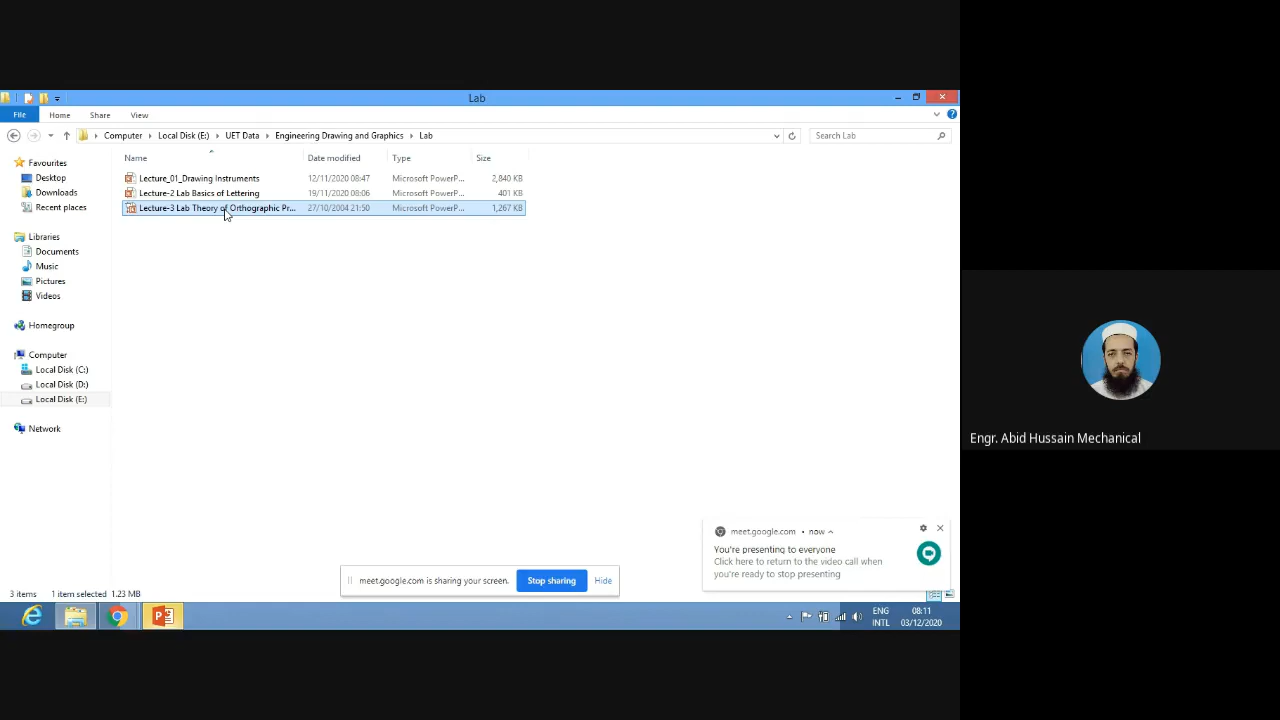 Lab
File Home Share View
Computer Local Disk (E:) UET Data Engineering Drawing and Graphics Lab Search Lab
Name Date modified Type Size
Lecture_01_Drawing Instruments 12/11/2020 08:47 Microsoft PowerP... 2,840 KB
Lecture-2 Lab Basics of Lettering 19/11/2020 08:06 Microsoft PowerP... 401 KB
Lecture-3 Lab Theory of Orthographic Pr... 27/10/2004 21:50 Microsoft PowerP... 1,267 KB
Favourites
Desktop
Downloads
Recent places
Libraries
Documents
Music
Pictures
Videos
Homegroup
Computer
Local Disk (C:)
Local Disk (D:)
Local Disk (E:)
Network
Engr. Abid Hussain Mechanical
meet.google.com • now
You're presenting to everyone
Click here to return to the video call when
you're ready to stop presenting
meet.google.com is sharing your screen. Stop sharing Hide
3 items 1 item selected 1.23 MB
ENG 08:11
INTL 03/12/2020